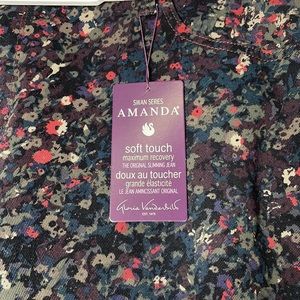 SWAN SERIES
AMANDA®
soft touch
maximum recovery
THE ORIGINAL SLIMMING JEAN
doux au toucher
grande élasticité
LE JEAN AMINCISSANT ORIGINAL
Gloria Vanderbilt®
EST. 1976